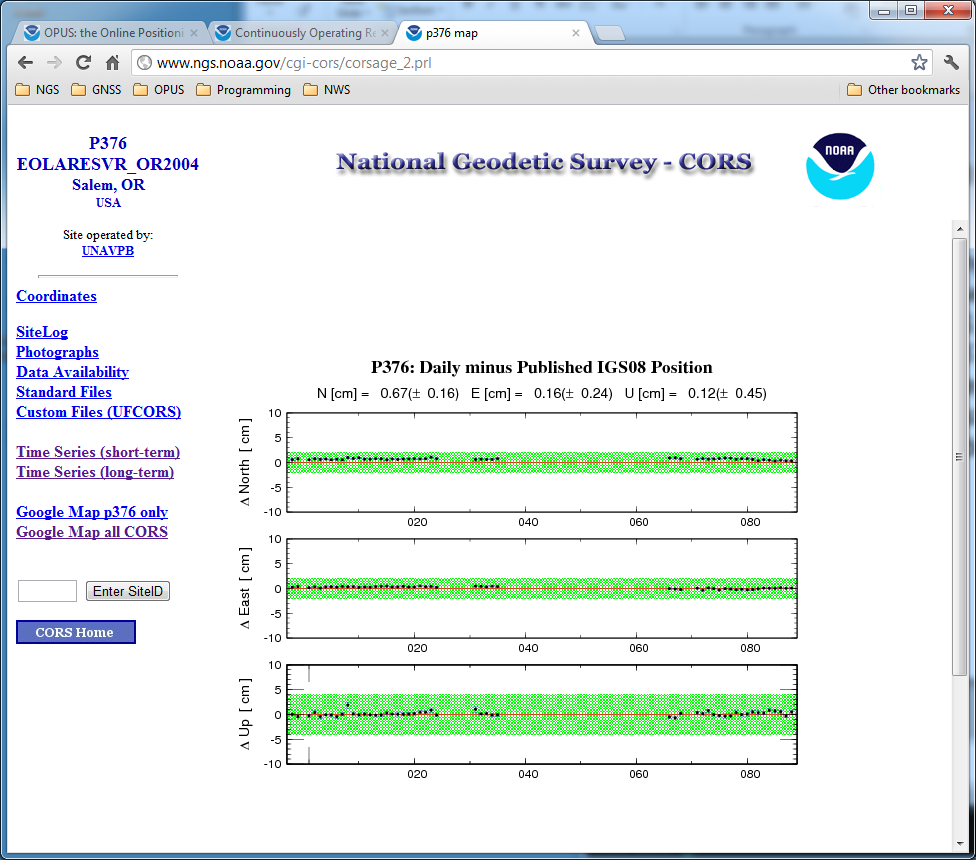 OPUS: the Online Positioni
Continuously Operating Re
p376 map
www.ngs.noaa.gov/cgi-cors/corsage_2.prl
NGS GNSS OPUS Programming NWS Other bookmarks
P376
EOLARESVR_OR2004
Salem, OR
USA
Site operated by:
UNAVPB
National Geodetic Survey - CORS
NOAA
Coordinates
SiteLog
Photographs
Data Availability
Standard Files
Custom Files (UFCORS)
Time Series (short-term)
Time Series (long-term)
Google Map p376 only
Google Map all CORS
Enter SiteID
CORS Home
P376: Daily minus Published IGS08 Position
N [cm] = 0.67(± 0.16) E [cm] = 0.16(± 0.24) U [cm] = 0.12(± 0.45)
Δ North [ cm ]
10
5
0
-5
-10
020 040 060 080
Δ East [ cm ]
10
5
0
-5
-10
020 040 060 080
Δ Up [ cm ]
10
5
0
-5
-10
020 040 060 080